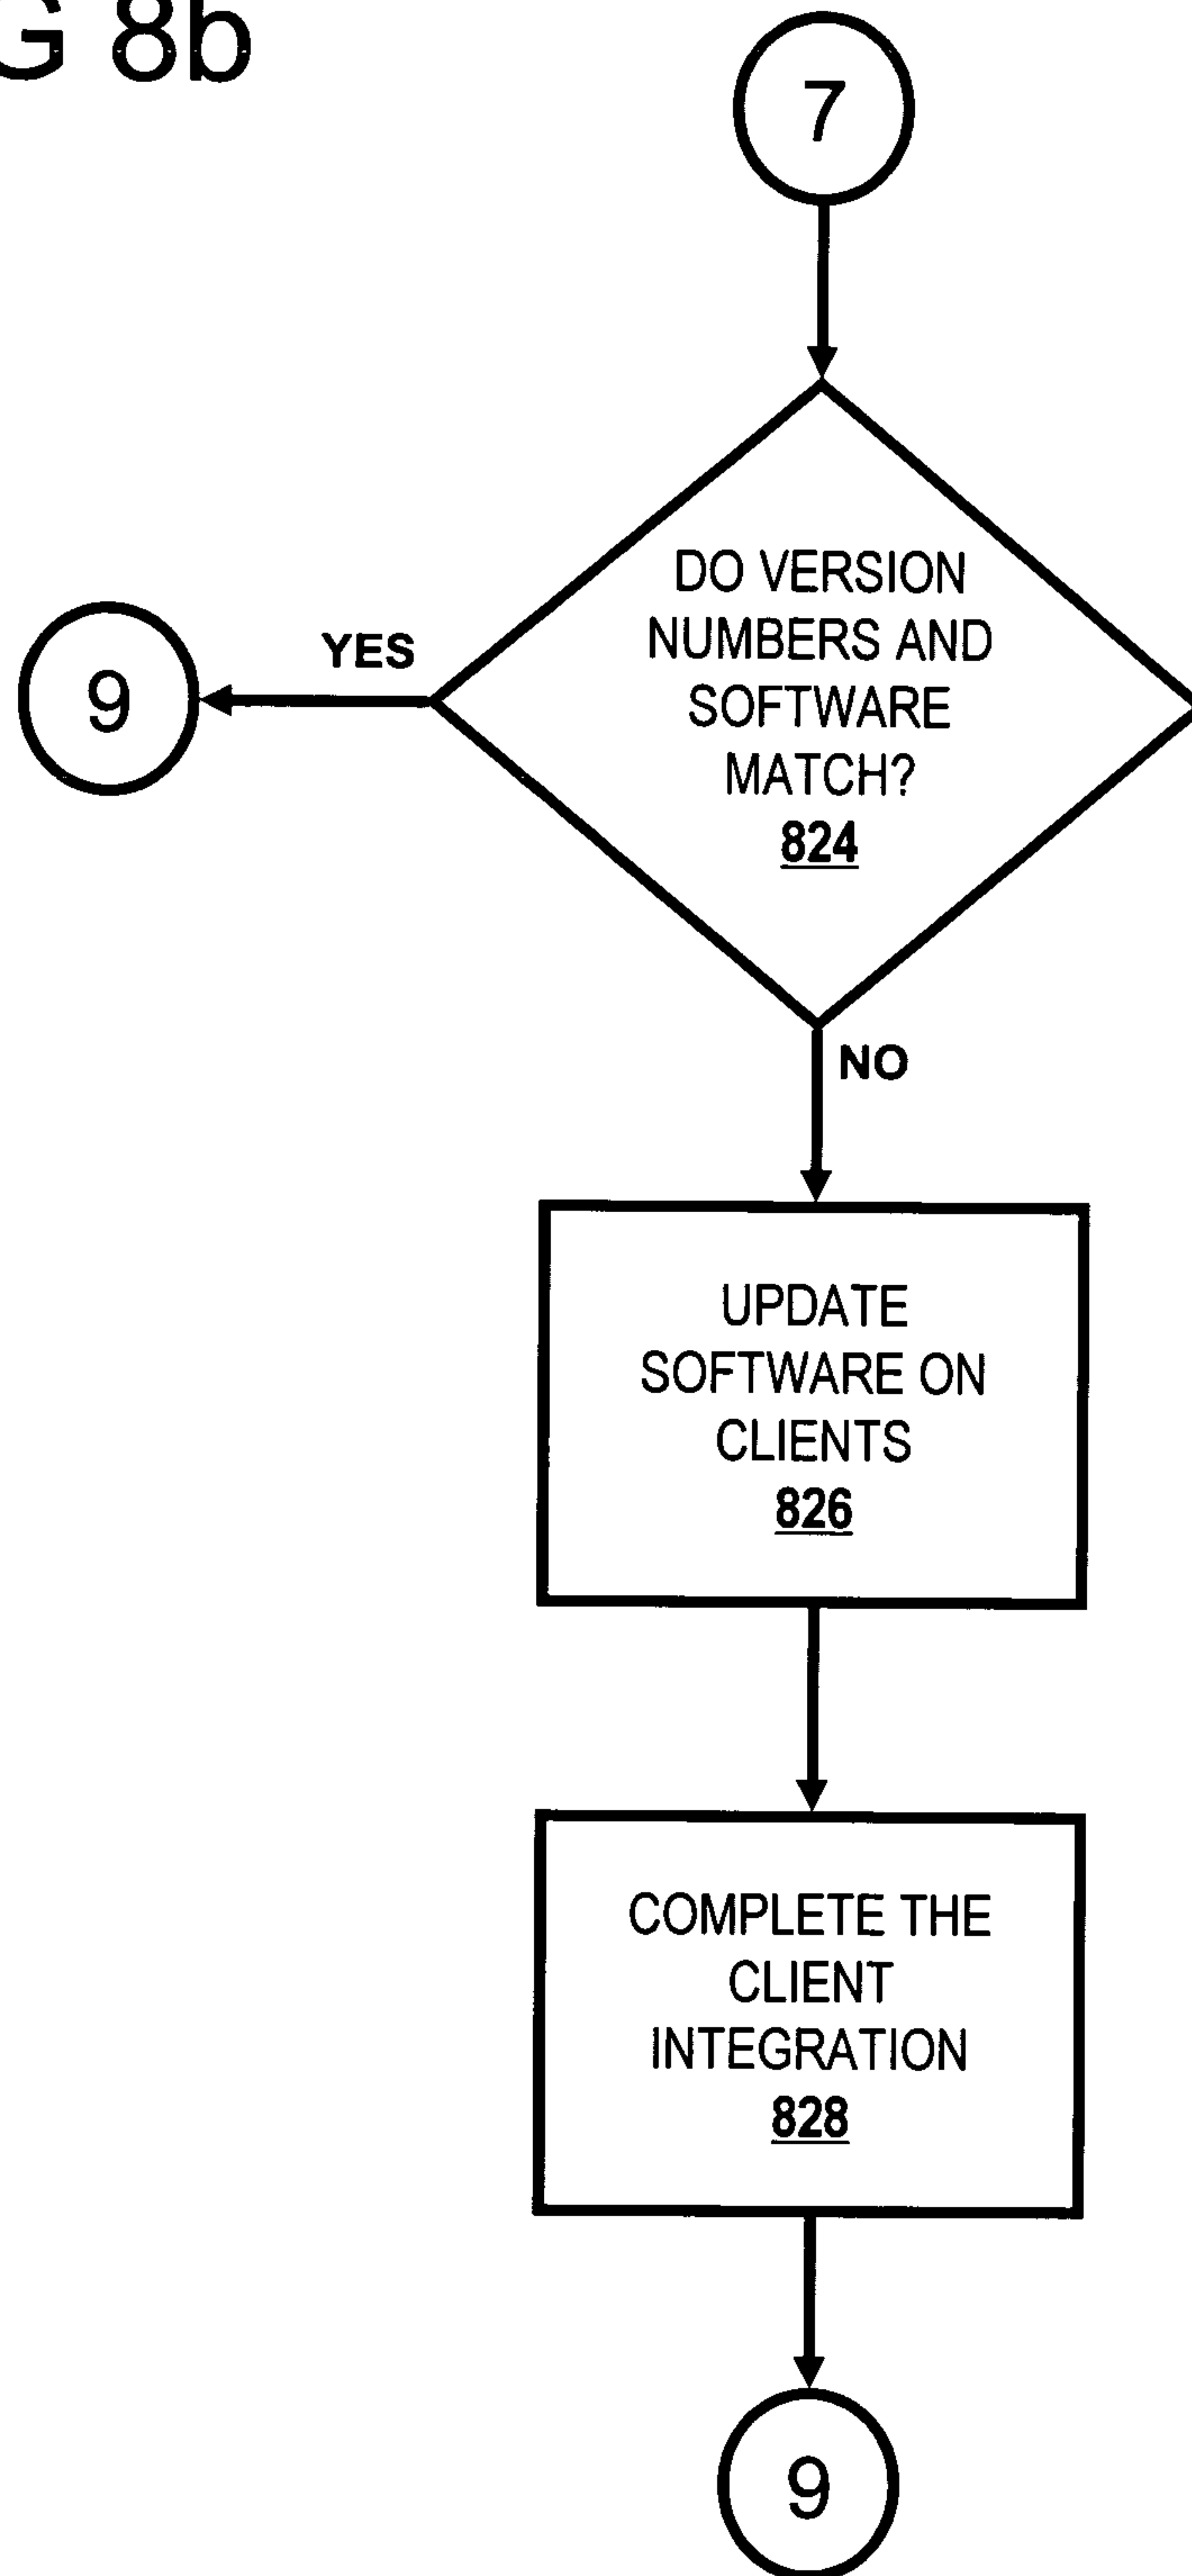 G 8b
7
DO VERSION
NUMBERS AND
SOFTWARE
MATCH?
824
YES
9
NO
UPDATE
SOFTWARE ON
CLIENTS
826
COMPLETE THE
CLIENT
INTEGRATION
828
9